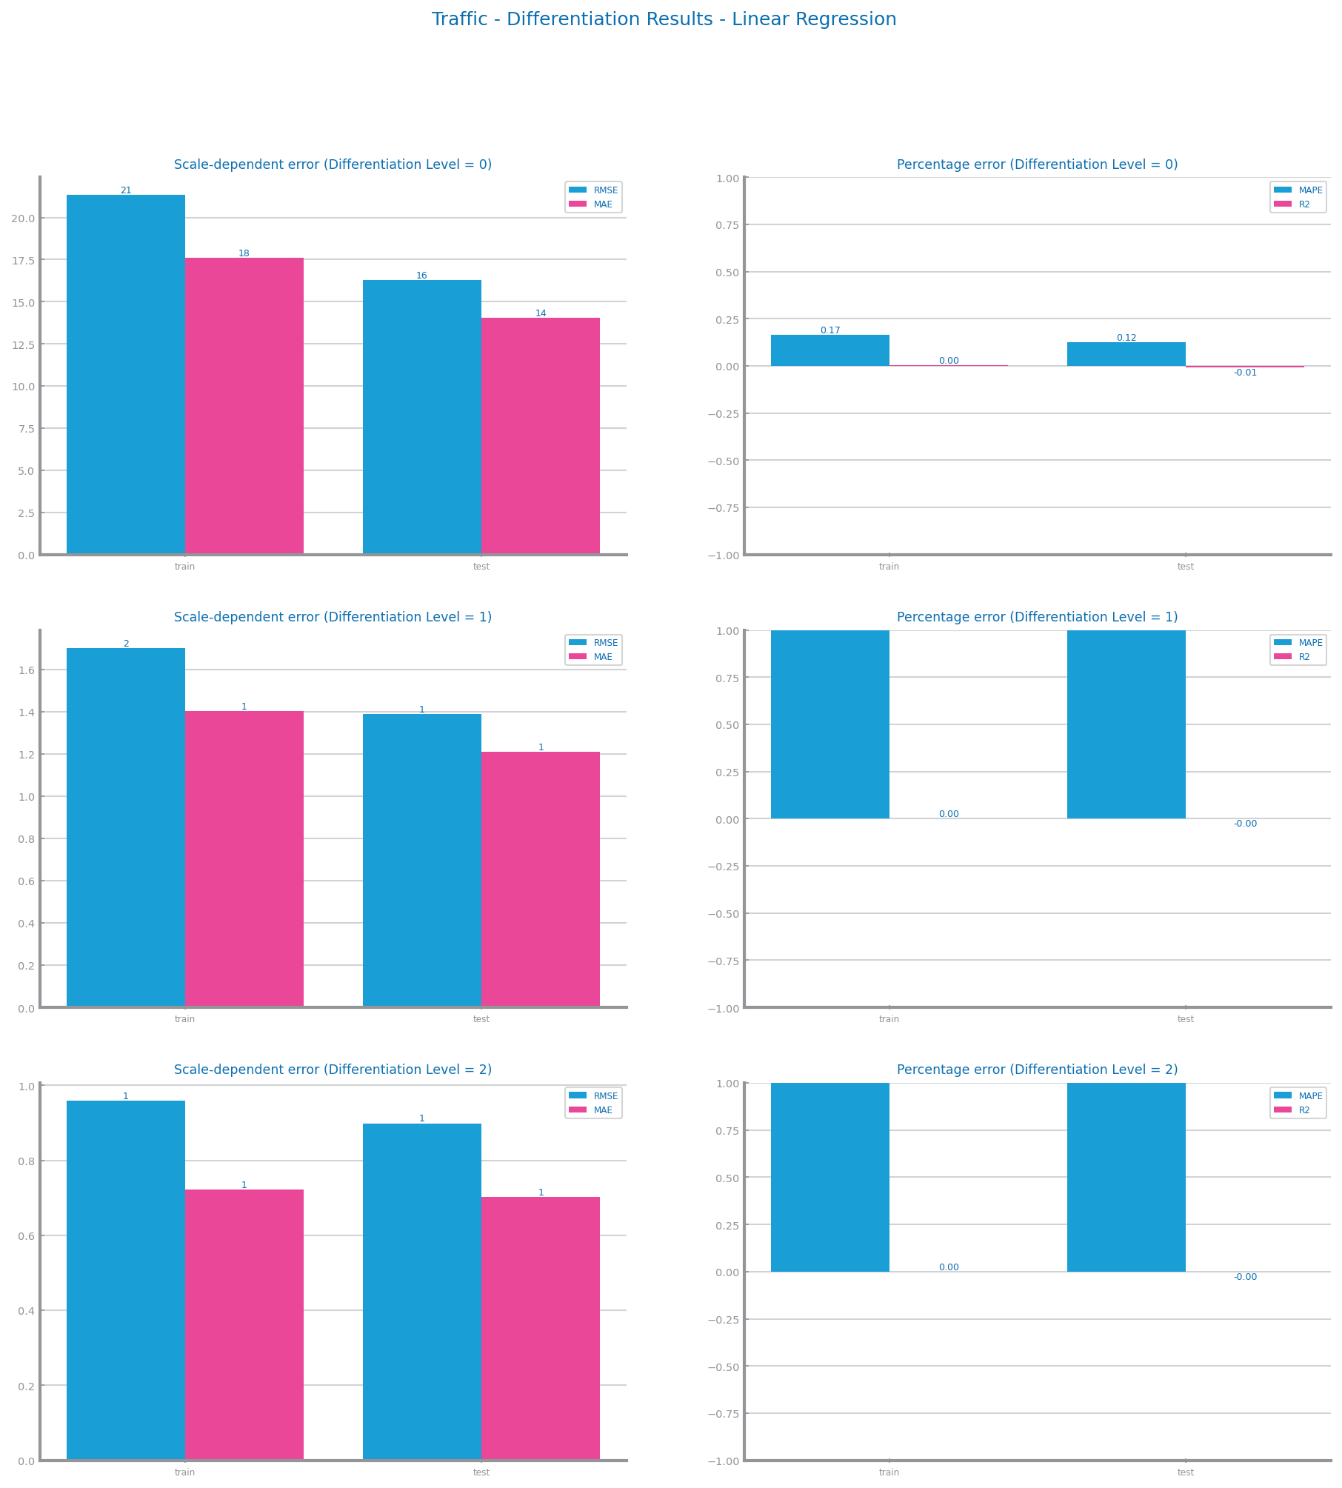 Traffic - Differentiation Results - Linear Regression
Scale-dependent error (Differentiation Level = 0)
RMSE
MAE
20.0
17.5
15.0
12.5
10.0
7.5
5.0
2.5
0.0
21
18
16
14
train
test
Percentage error (Differentiation Level = 0)
MAPE
R2
1.00
0.75
0.50
0.25
0.00
−0.25
−0.50
−0.75
−1.00
0.17
0.00
0.12
-0.01
train
test
Scale-dependent error (Differentiation Level = 1)
RMSE
MAE
1.6
1.4
1.2
1.0
0.8
0.6
0.4
0.2
0.0
2
1
1
1
train
test
Percentage error (Differentiation Level = 1)
MAPE
R2
1.00
0.75
0.50
0.25
0.00
−0.25
−0.50
−0.75
−1.00
0.00
-0.00
train
test
Scale-dependent error (Differentiation Level = 2)
RMSE
MAE
1.0
0.8
0.6
0.4
0.2
0.0
1
1
1
1
train
test
Percentage error (Differentiation Level = 2)
MAPE
R2
1.00
0.75
0.50
0.25
0.00
−0.25
−0.50
−0.75
−1.00
0.00
-0.00
train
test